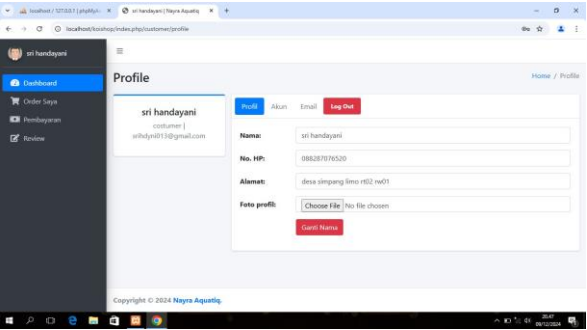 localhost / 127.0.0.1 | phpMyAd
sri handayani | Nayra Aquatiq
localhost/koishop/index.php/customer/profile
sri handayani
Dashboard
Order Saya
Pembayaran
Review
Profile
Home / Profile
sri handayani
costumer |
srihdyni013@gmail.com
Profil Akun Email Log Out
Nama: sri handayani
No. HP: 088287076520
Alamat: desa simpang limo rt02 rw01
Foto profil: Choose File No file chosen
Ganti Nama
Copyright © 2024 Nayra Aquatiq.
20.47
09/12/2024